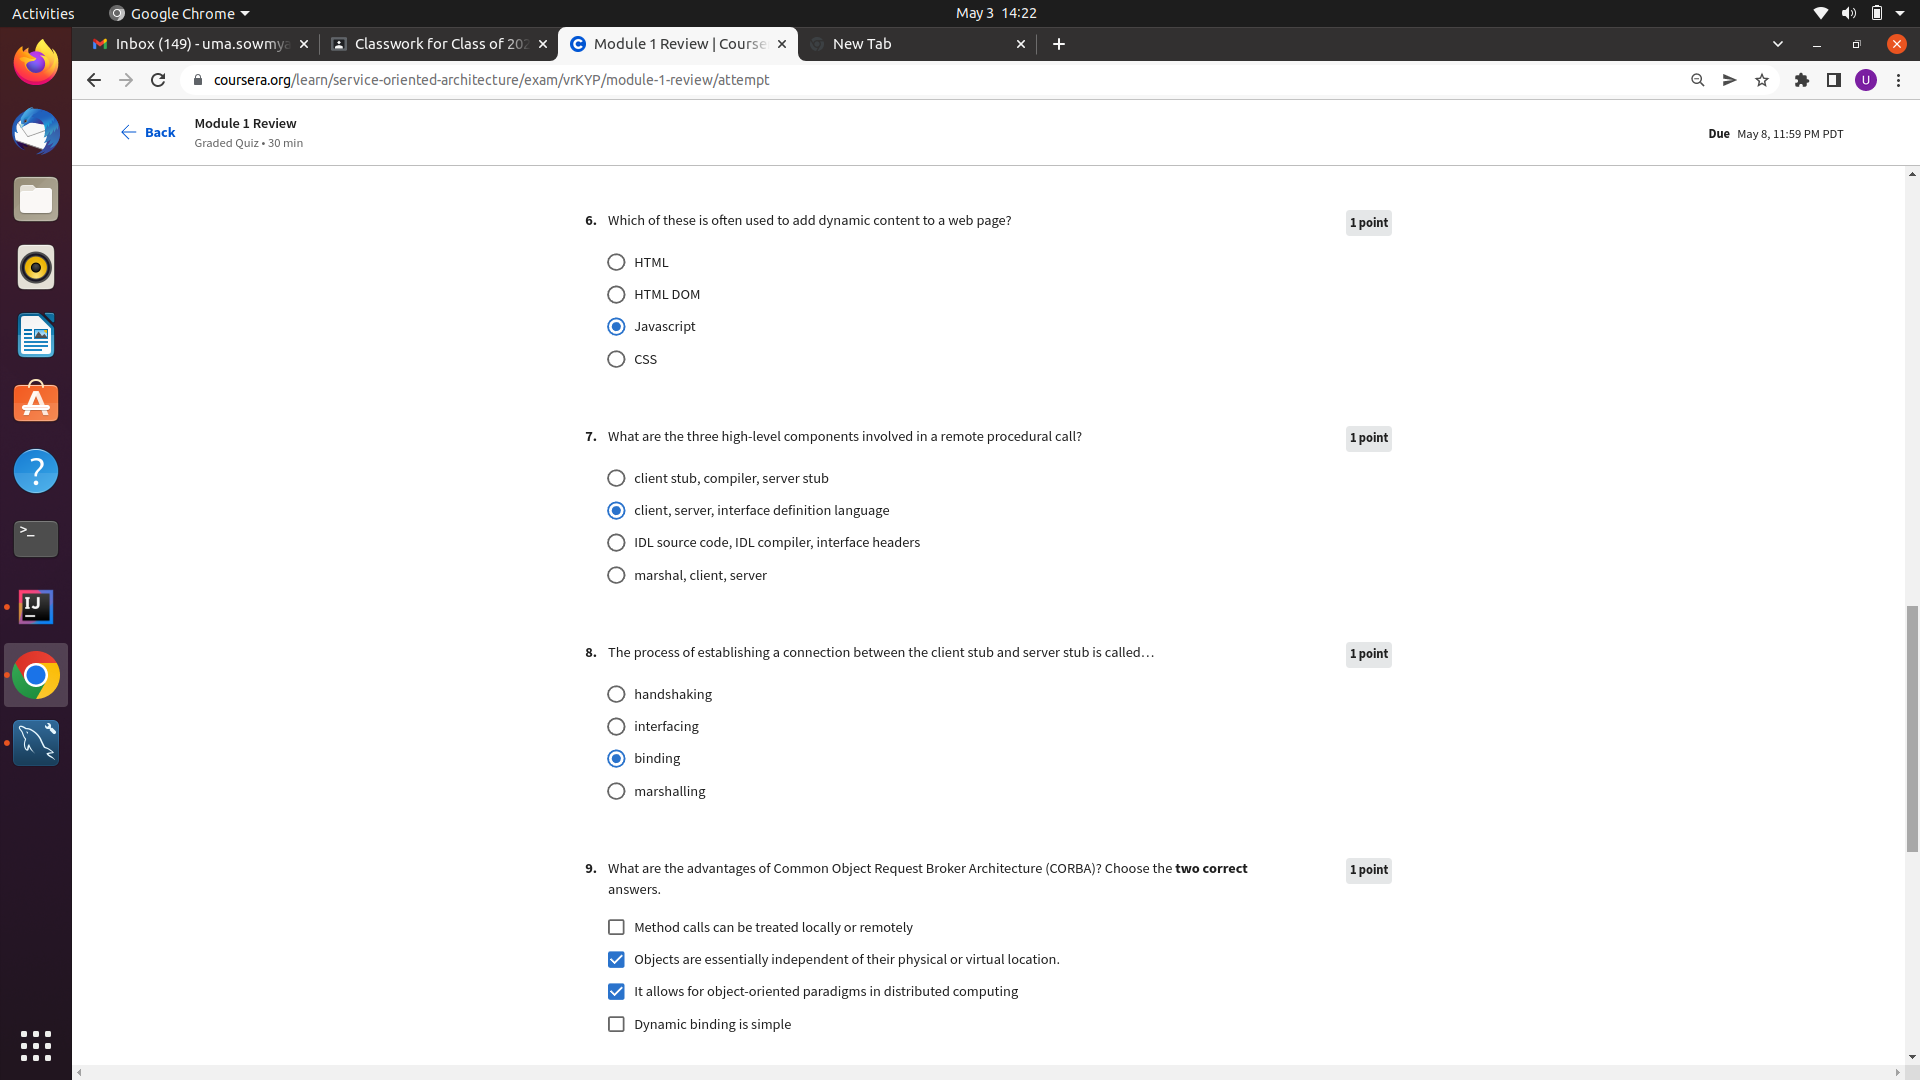 Activities
Google Chrome
May 3 14:22
Inbox (149) - uma.sowmya
Classwork for Class of 202
Module 1 Review | Course
New Tab
coursera.org/learn/service-oriented-architecture/exam/vrKYP/module-1-review/attempt
U
Back
Module 1 Review
Graded Quiz • 30 min
Due May 8, 11:59 PM PDT
6. Which of these is often used to add dynamic content to a web page?
1 point
HTML
HTML DOM
Javascript
CSS
7. What are the three high-level components involved in a remote procedural call?
1 point
client stub, compiler, server stub
client, server, interface definition language
IDL source code, IDL compiler, interface headers
marshal, client, server
8. The process of establishing a connection between the client stub and server stub is called…
1 point
handshaking
interfacing
binding
marshalling
9. What are the advantages of Common Object Request Broker Architecture (CORBA)? Choose the two correct
answers.
1 point
Method calls can be treated locally or remotely
Objects are essentially independent of their physical or virtual location.
It allows for object-oriented paradigms in distributed computing
Dynamic binding is simple
A
?
>_
IJ